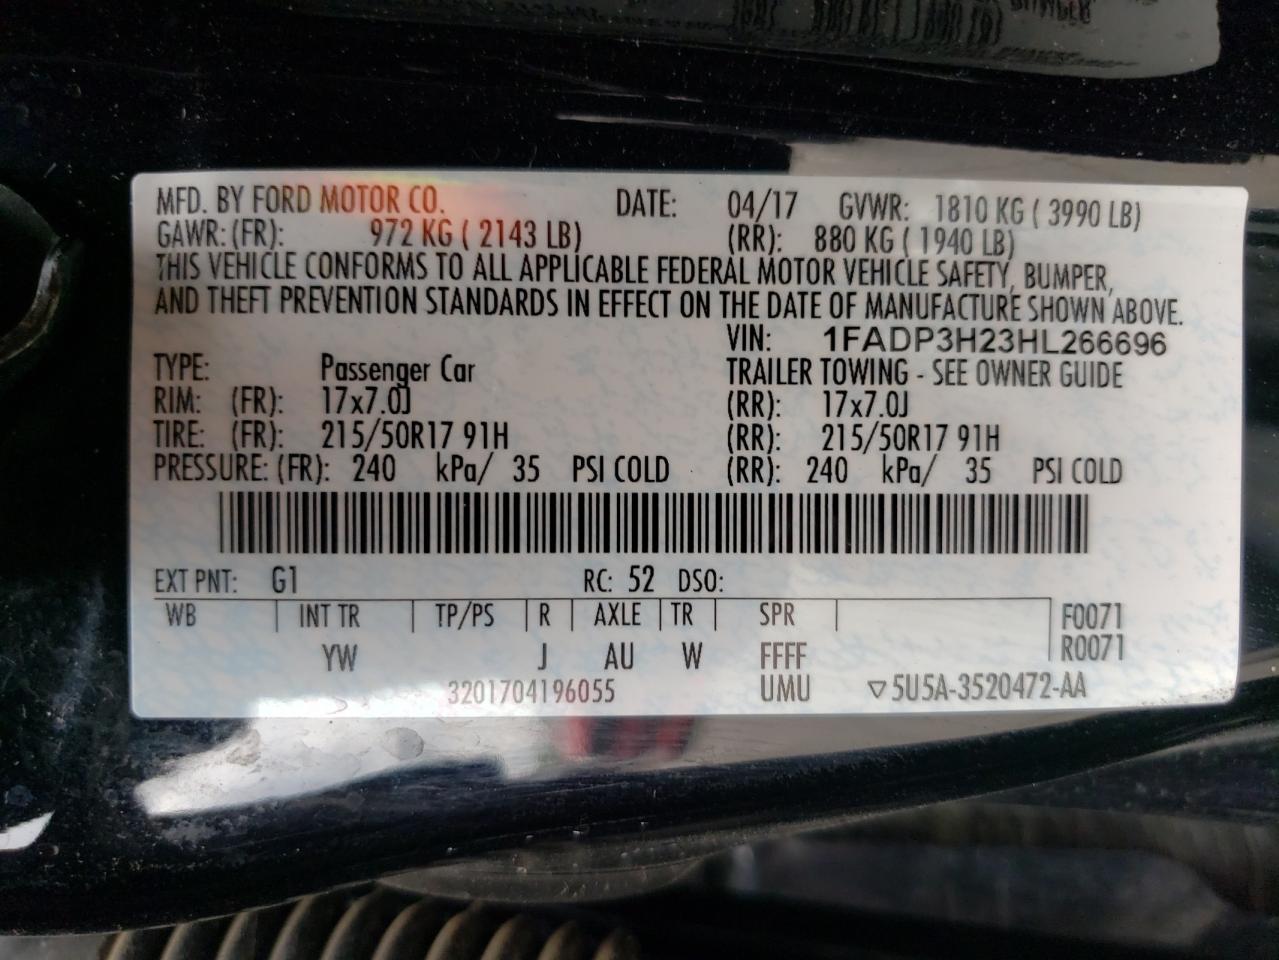 MFD. BY FORD MOTOR CO. DATE: 04/17 GVWR: 1810 KG ( 3990 LB)
GAWR: (FR): 972 KG ( 2143 LB) (RR): 880 KG ( 1940 LB)
THIS VEHICLE CONFORMS TO ALL APPLICABLE FEDERAL MOTOR VEHICLE SAFETY, BUMPER,
AND THEFT PREVENTION STANDARDS IN EFFECT ON THE DATE OF MANUFACTURE SHOWN ABOVE.
VIN: 1FADP3H23HL266696
TYPE: Passenger Car TRAILER TOWING - SEE OWNER GUIDE
RIM: (FR): 17x7.0J (RR): 17x7.0J
TIRE: (FR): 215/50R17 91H (RR): 215/50R17 91H
PRESSURE: (FR): 240 kPa/ 35 PSI COLD (RR): 240 kPa/ 35 PSI COLD
EXT PNT: G1 RC: 52 DSO:
WB INT TR TP/PS R AXLE TR SPR F0071
YW J AU W FFFF R0071
3201704196055 UMU ▽5U5A-3520472-AA